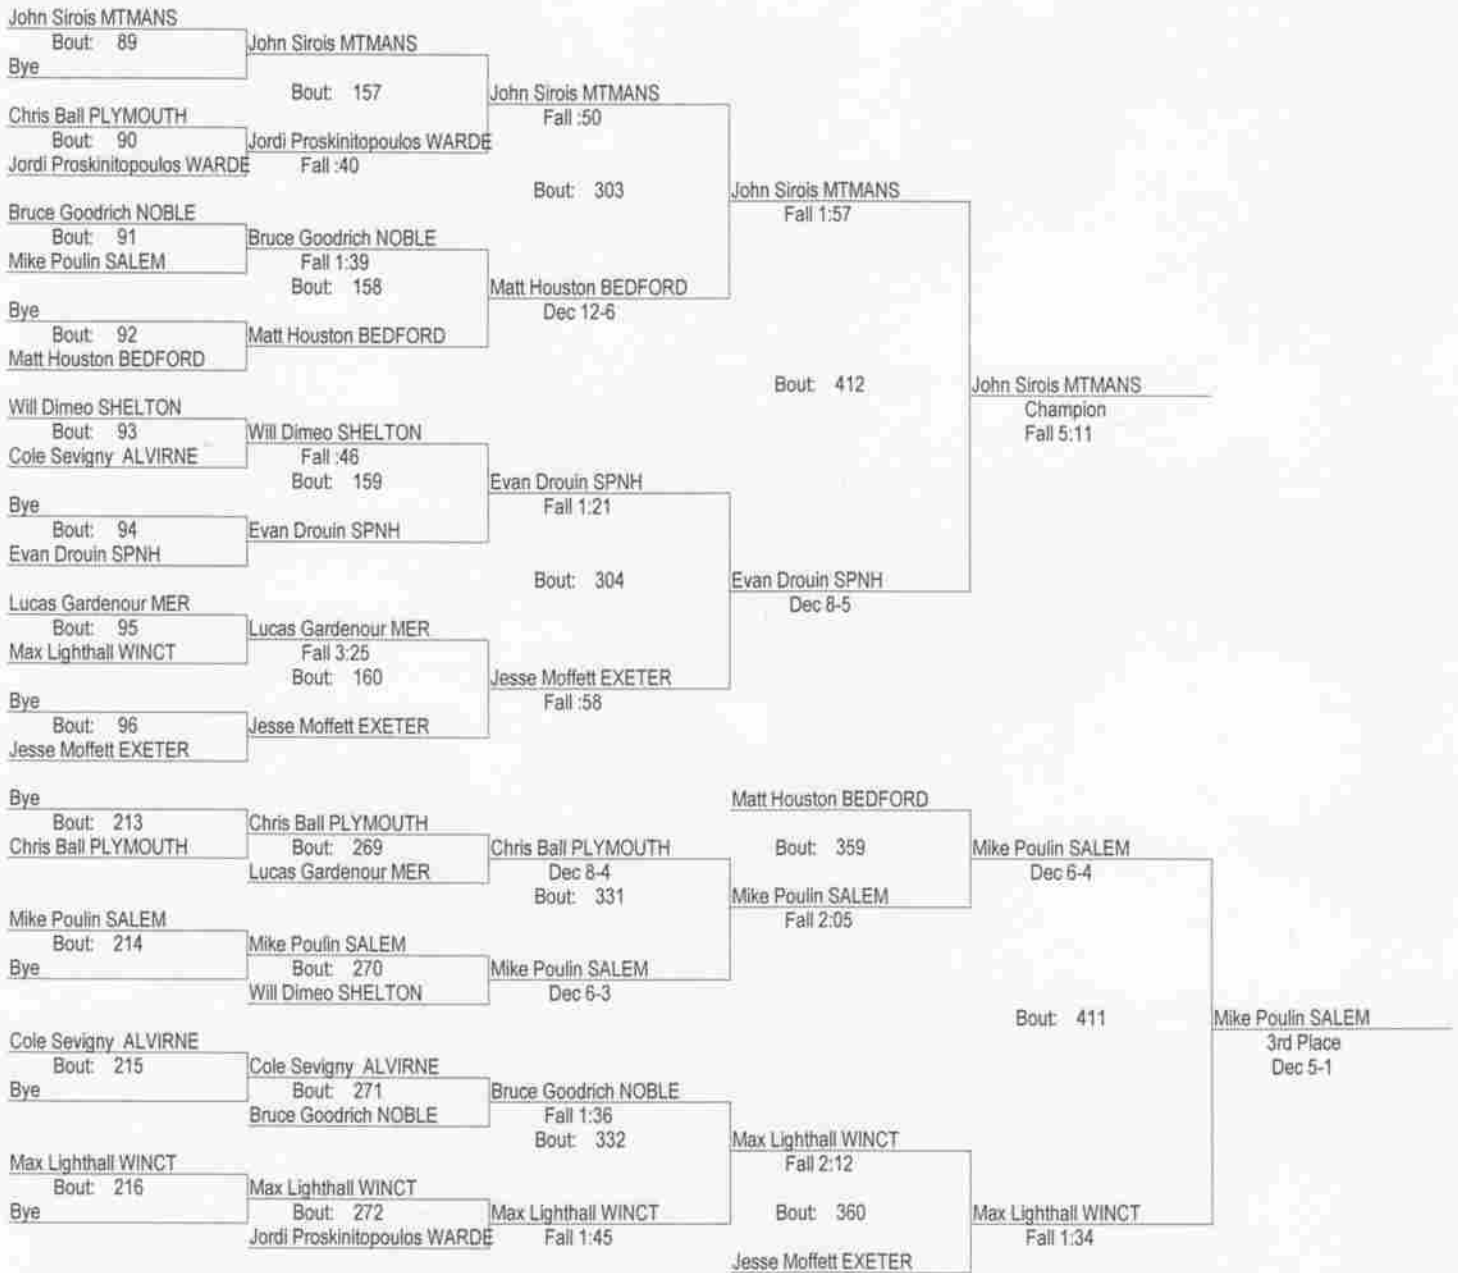 John Sirois MTMANS
Bout: 89
Bye
John Sirois MTMANS
Bout: 157
Chris Ball PLYMOUTH
Bout: 90
Jordi Proskinitopoulos WARDE
Jordi Proskinitopoulos WARDE
Fall :40
John Sirois MTMANS
Fall :50
Bout: 303
Bruce Goodrich NOBLE
Bout: 91
Mike Poulin SALEM
Bruce Goodrich NOBLE
Fall 1:39
Bout: 158
Bye
Bout: 92
Matt Houston BEDFORD
Matt Houston BEDFORD
Matt Houston BEDFORD
Dec 12-6
John Sirois MTMANS
Fall 1:57
Bout: 412
John Sirois MTMANS
Champion
Fall 5:11
Will Dimeo SHELTON
Bout: 93
Cole Sevigny ALVIRNE
Will Dimeo SHELTON
Fall :46
Bout: 159
Bye
Bout: 94
Evan Drouin SPNH
Evan Drouin SPNH
Evan Drouin SPNH
Fall 1:21
Bout: 304
Evan Drouin SPNH
Dec 8-5
Lucas Gardenour MER
Bout: 95
Max Lighthall WINCT
Lucas Gardenour MER
Fall 3:25
Bout: 160
Bye
Bout: 96
Jesse Moffett EXETER
Jesse Moffett EXETER
Jesse Moffett EXETER
Fall :58
Bye
Bout: 213
Chris Ball PLYMOUTH
Chris Ball PLYMOUTH
Bout: 269
Lucas Gardenour MER
Chris Ball PLYMOUTH
Dec 8-4
Bout: 331
Mike Poulin SALEM
Bout: 214
Bye
Mike Poulin SALEM
Bout: 270
Will Dimeo SHELTON
Mike Poulin SALEM
Dec 6-3
Matt Houston BEDFORD
Bout: 359
Mike Poulin SALEM
Fall 2:05
Mike Poulin SALEM
Dec 6-4
Bout: 411
Mike Poulin SALEM
3rd Place
Dec 5-1
Cole Sevigny ALVIRNE
Bout: 215
Bye
Cole Sevigny ALVIRNE
Bout: 271
Bruce Goodrich NOBLE
Bruce Goodrich NOBLE
Fall 1:36
Bout: 332
Max Lighthall WINCT
Bout: 216
Bye
Max Lighthall WINCT
Bout: 272
Jordi Proskinitopoulos WARDE
Max Lighthall WINCT
Fall 1:45
Max Lighthall WINCT
Fall 2:12
Bout: 360
Jesse Moffett EXETER
Max Lighthall WINCT
Fall 1:34